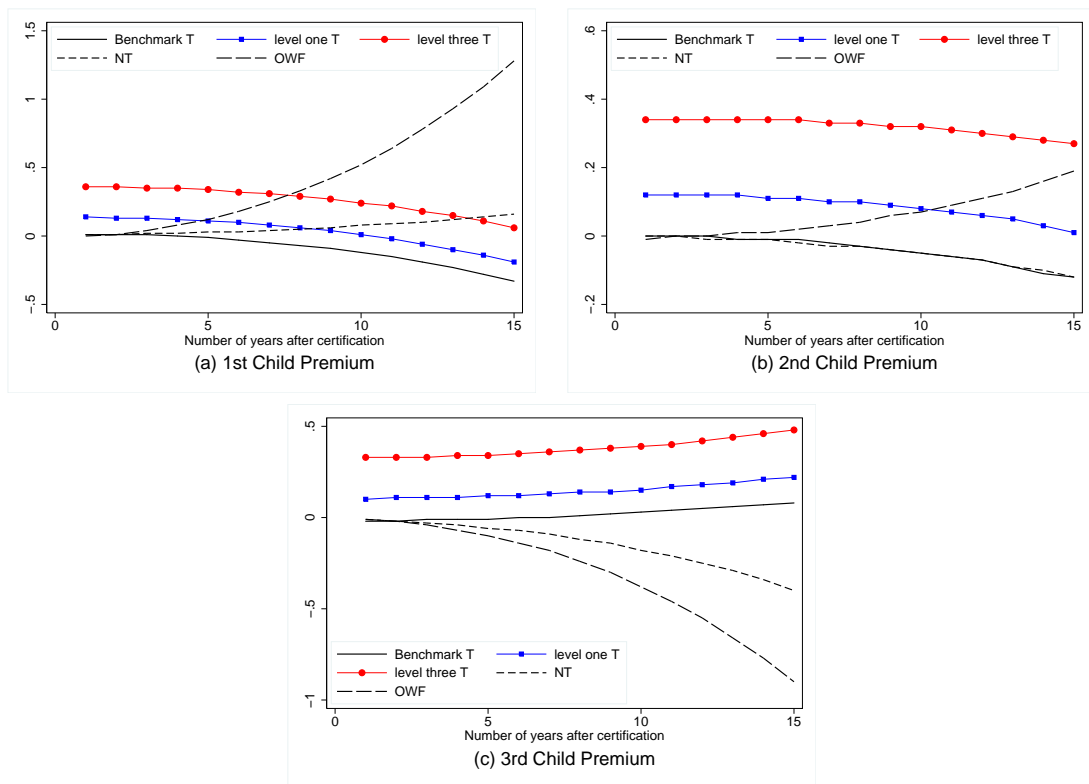 1.5
1
.5
0
-.5
Benchmark T
level one T
level three T
NT
OWF
0
5
10
15
Number of years after certification
(a) 1st Child Premium
.6
.4
.2
0
-.2
Benchmark T
level one T
level three T
NT
OWF
0
5
10
15
Number of years after certification
(b) 2nd Child Premium
.5
0
-.5
-1
Benchmark T
level one T
level three T
NT
OWF
0
5
10
15
Number of years after certification
(c) 3rd Child Premium